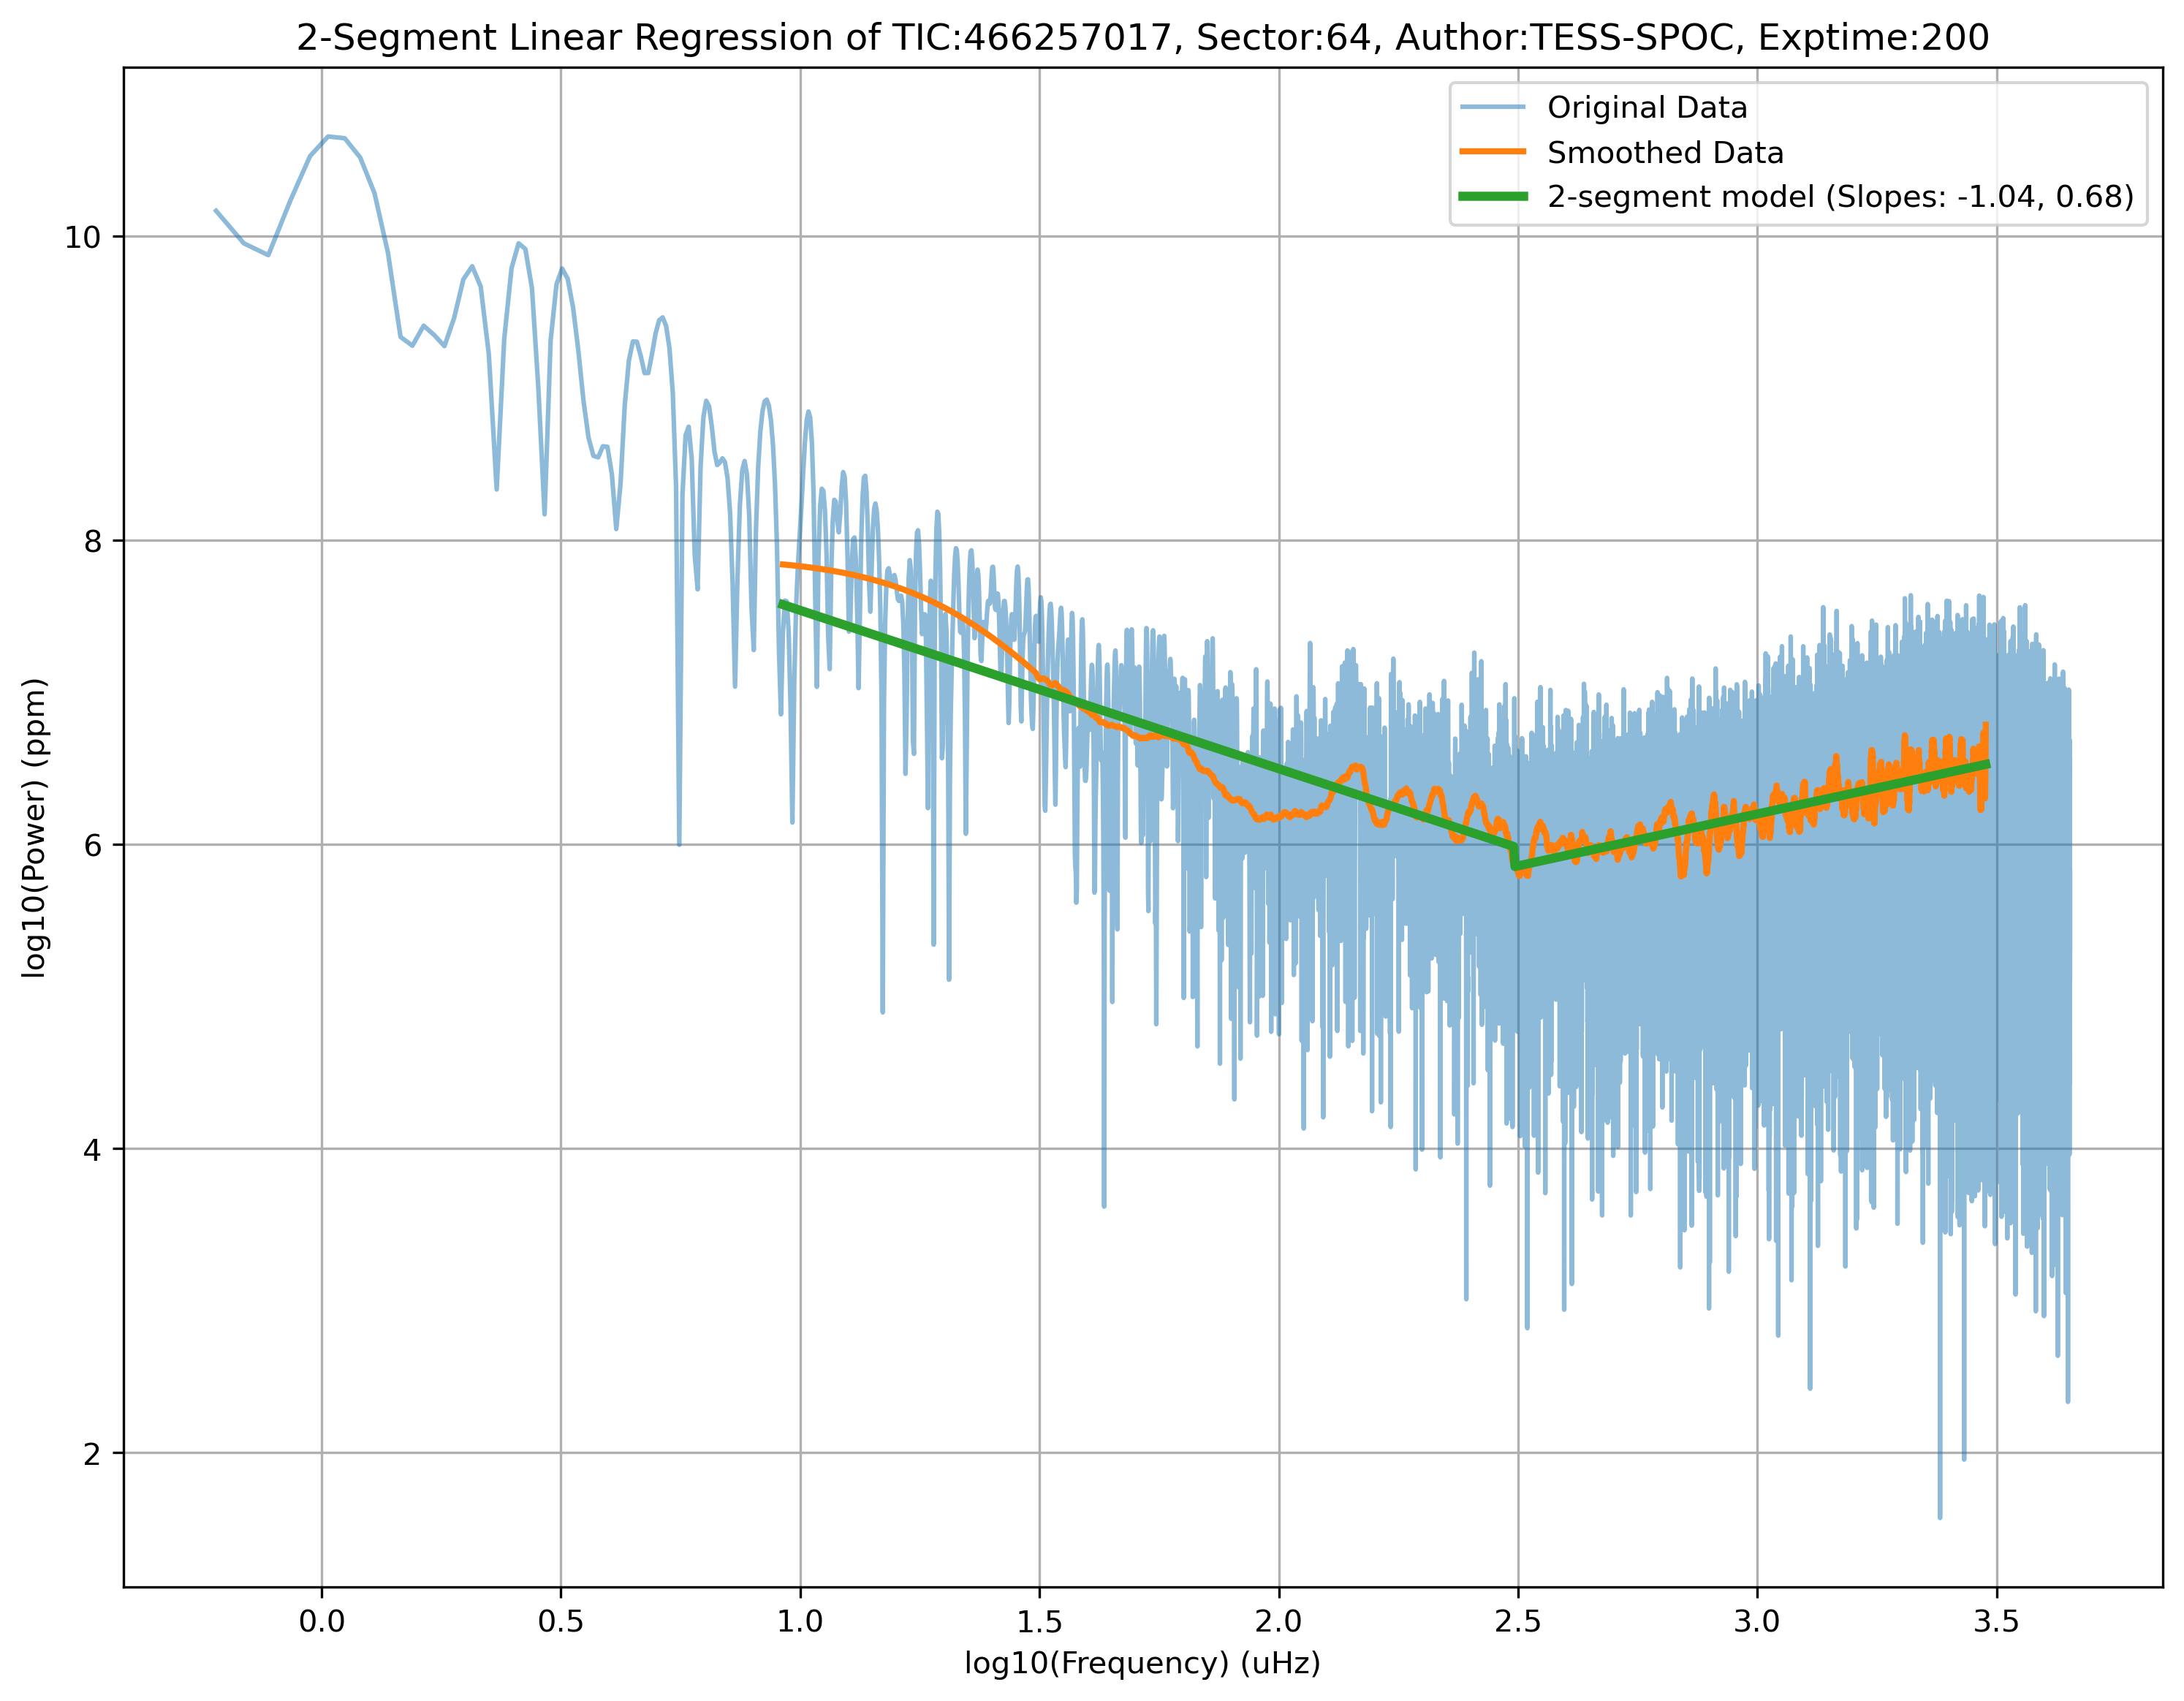 2-Segment Linear Regression of TIC:466257017, Sector:64, Author:TESS-SPOC, Exptime:200
Original Data
Smoothed Data
2-segment model (Slopes: -1.04, 0.68)
log10(Power) (ppm)
10
8
6
4
2
0.0 0.5 1.0 1.5 2.0 2.5 3.0 3.5
log10(Frequency) (uHz)